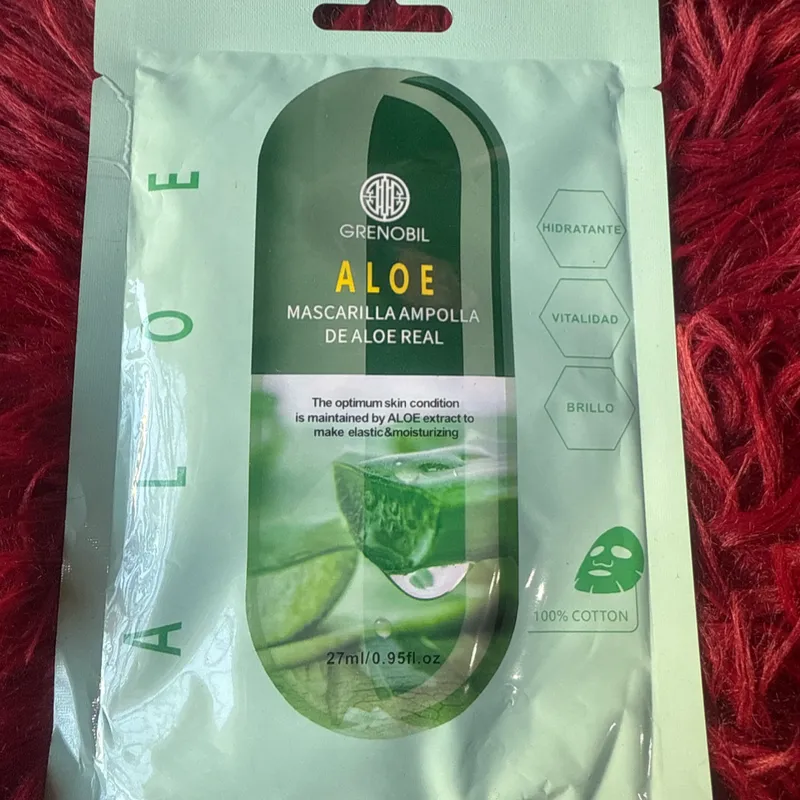 ALOE
GRENOBIL
ALOE
MASCARILLA AMPOLLA
DE ALOE REAL
The optimum skin condition
is maintained by ALOE extract to
make elastic&moisturizing
HIDRATANTE
VITALIDAD
BRILLO
100% COTTON
27ml/0.95fl.oz